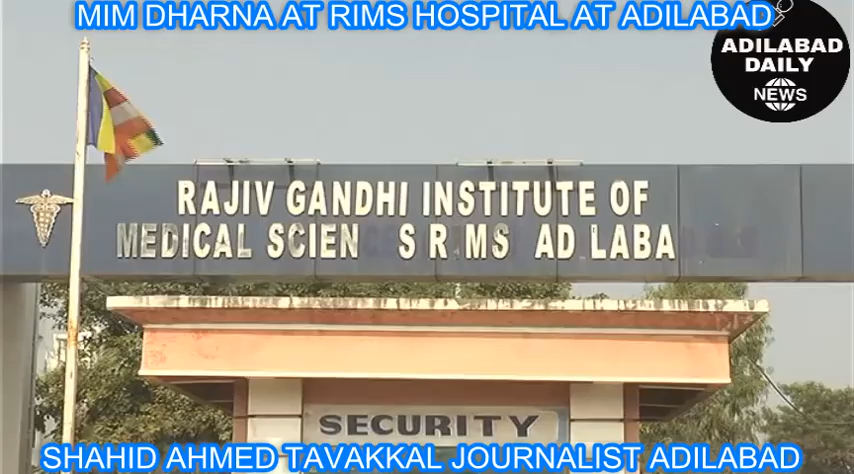 MIM DHARNA AT RIMS HOSPITAL AT ADILABAD
ADILABAD
DAILY
NEWS
RAJIV GANDHI INSTITUTE OF
MEDICAL SCIEN S R MS AD LABA
SECURITY
SHAHID AHMED TAVAKKAL JOURNALIST ADILABAD